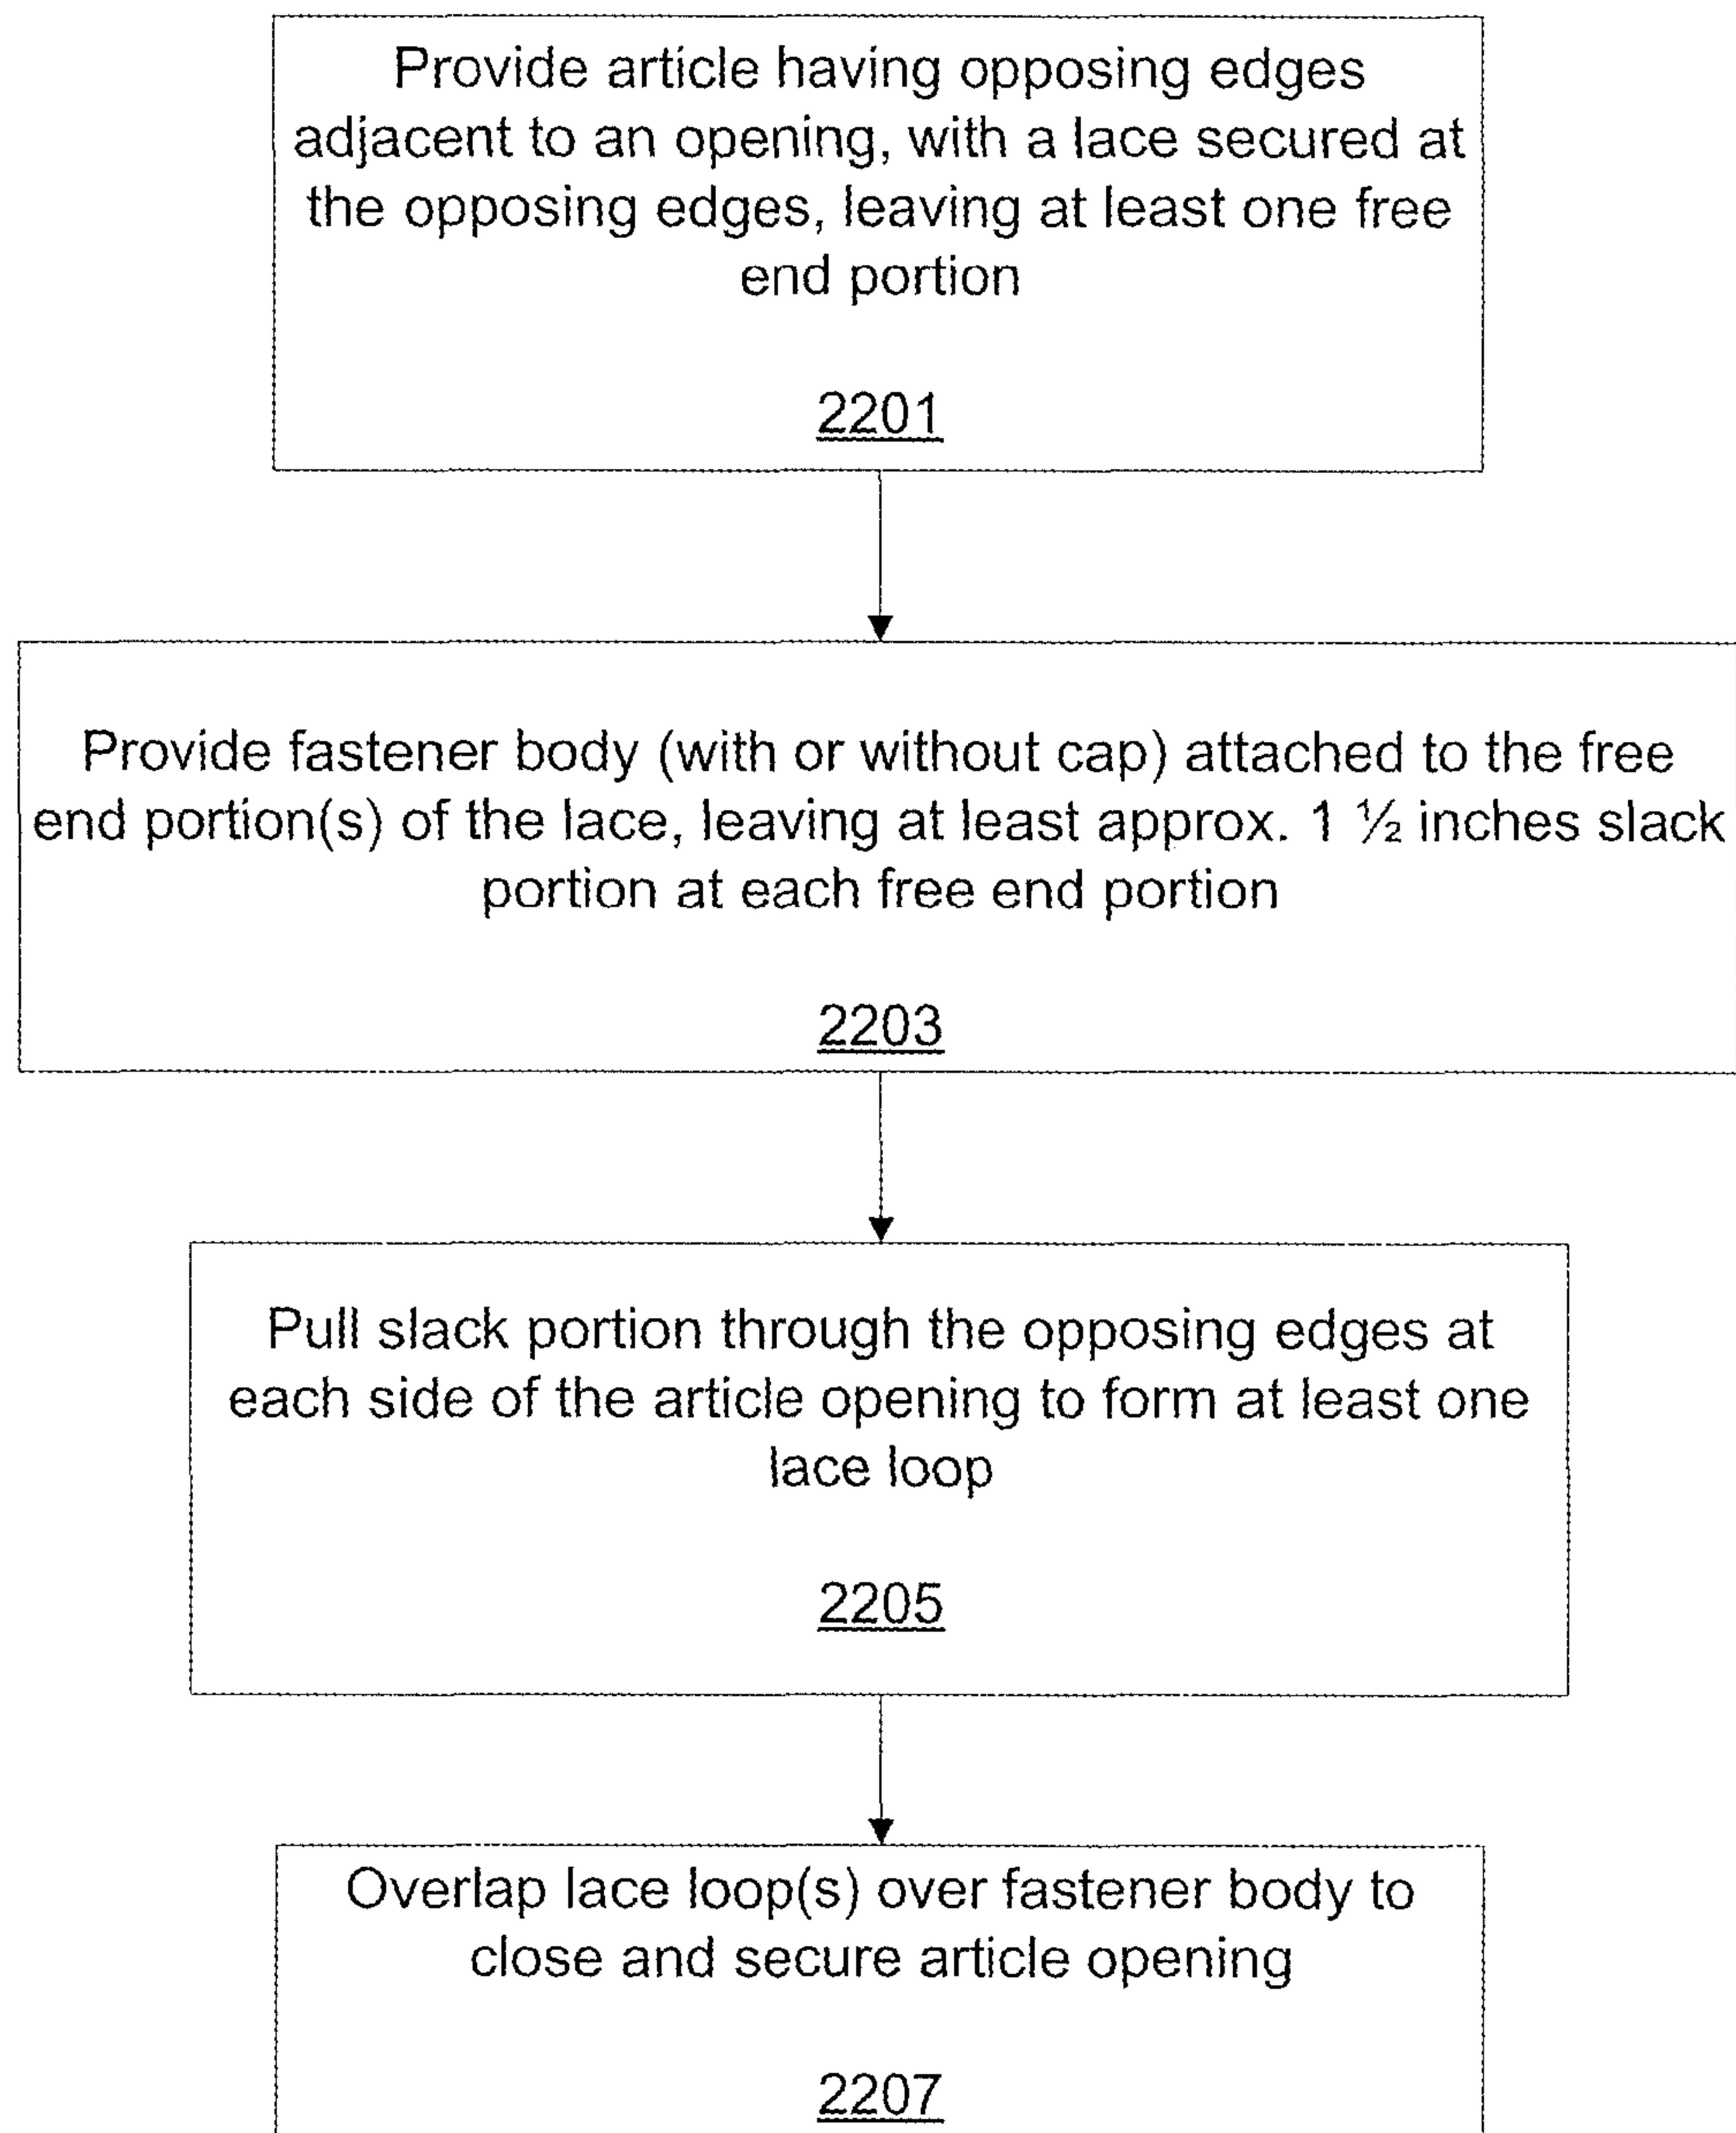 Provide article having opposing edges
adjacent to an opening, with a lace secured at
the opposing edges, leaving at least one free
end portion
2201
Provide fastener body (with or without cap) attached to the free
end portion(s) of the lace, leaving at least approx. 1 ½ inches slack
portion at each free end portion
2203
Pull slack portion through the opposing edges at
each side of the article opening to form at least one
lace loop
2205
Overlap lace loop(s) over fastener body to
close and secure article opening
2207